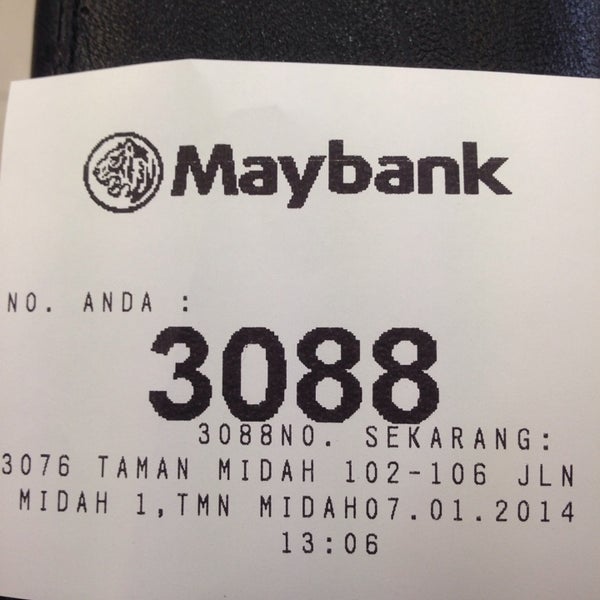 Maybank
NO. ANDA :
3088
3088NO. SEKARANG:
3076 TAMAN MIDAH 102-106 JLN
MIDAH 1,TMN MIDAH07.01.2014
13:06